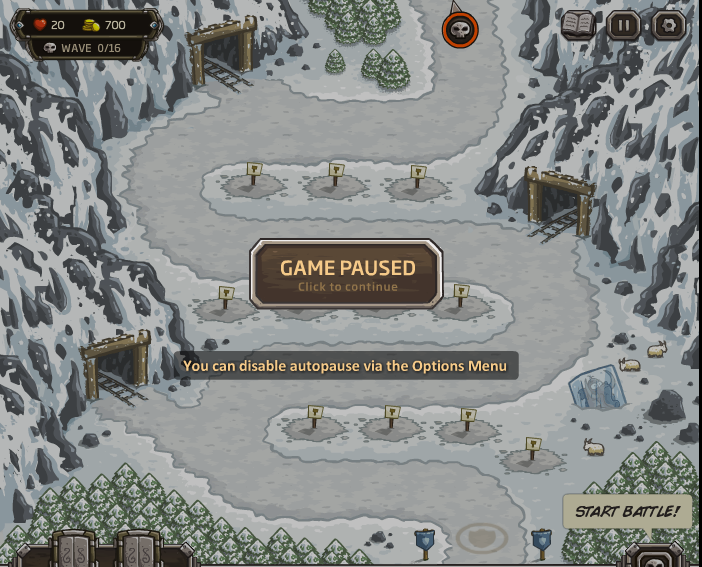 20 700
WAVE 0/16
GAME PAUSED
Click to continue
You can disable autopause via the Options Menu
START BATTLE!